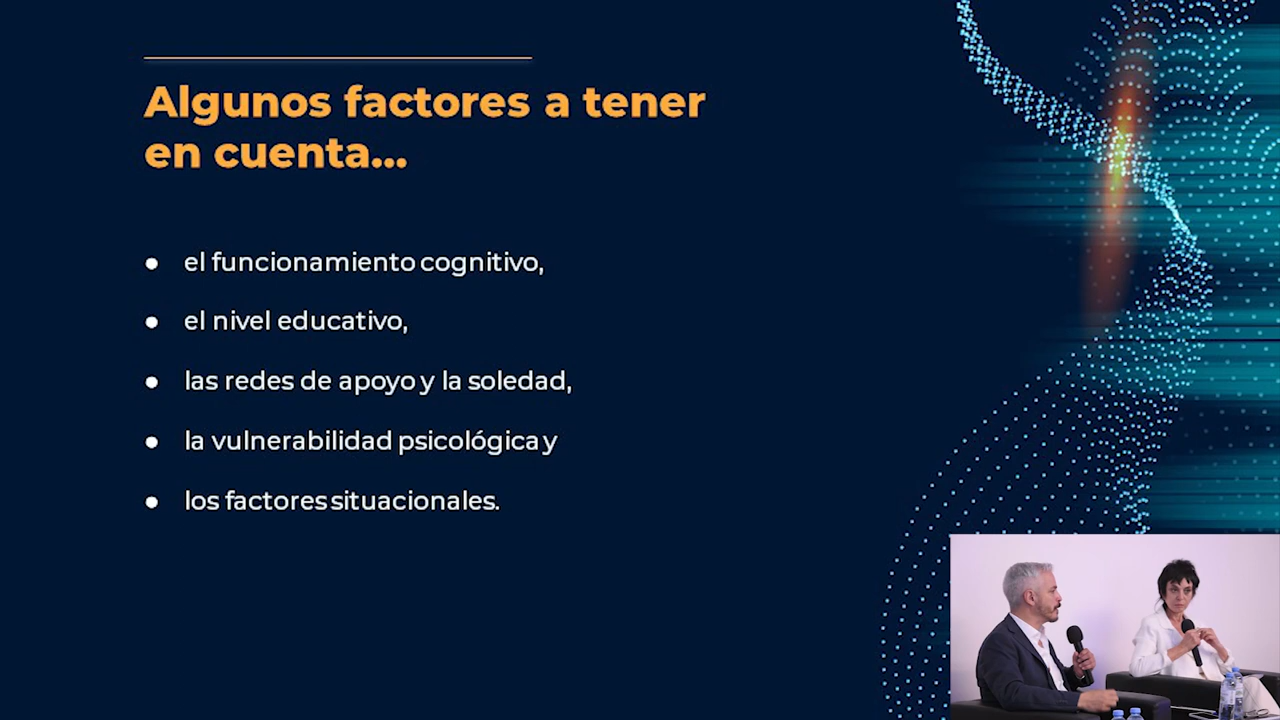 Algunos factores a tener
en cuenta...
● el funcionamiento cognitivo,
● el nivel educativo,
● las redes de apoyo y la soledad,
● la vulnerabilidad psicológica y
● los factores situacionales.